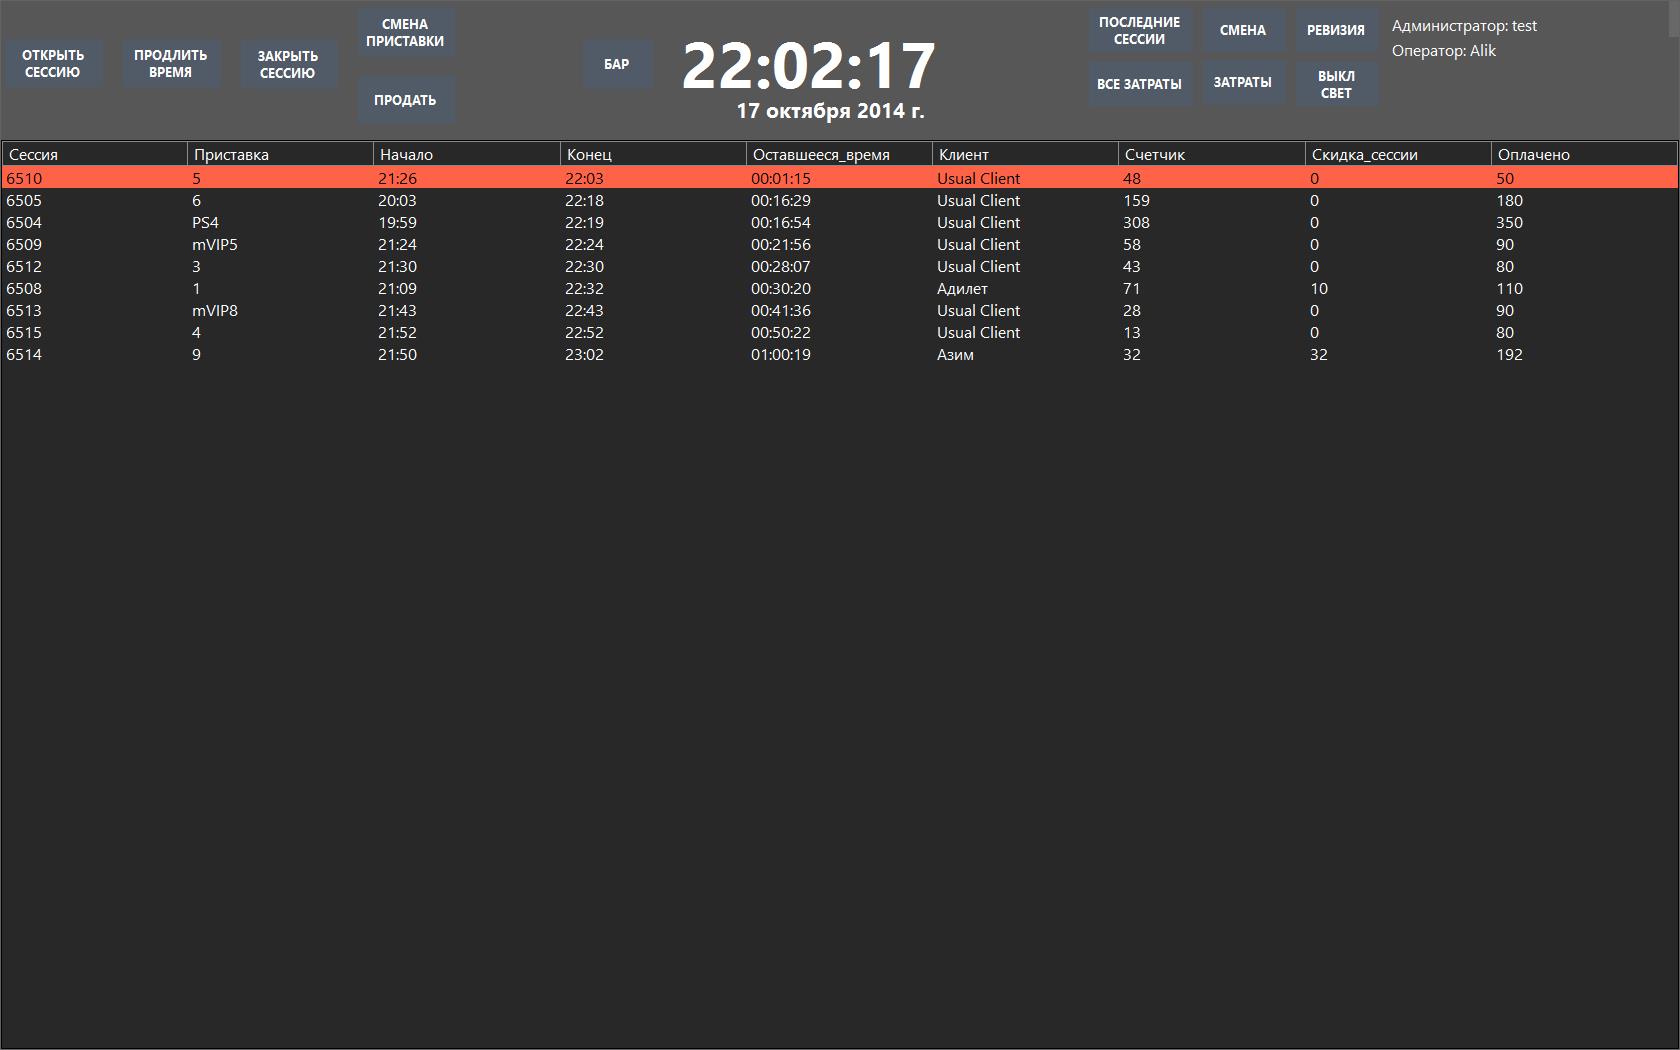 ОТКРЫТЬ
СЕССИЮ
ПРОДЛИТЬ
ВРЕМЯ
ЗАКРЫТЬ
СЕССИЮ
СМЕНА
ПРИСТАВКИ
ПРОДАТЬ
БАР
22:02:17
17 октября 2014 г.
ПОСЛЕДНИЕ
СЕССИИ
СМЕНА
РЕВИЗИЯ
ВСЕ ЗАТРАТЫ
ЗАТРАТЫ
ВЫКЛ
СВЕТ
Администратор: test
Оператор: Alik
Сессия Приставка Начало Конец Оставшееся_время Клиент Счетчик Скидка_сессии Оплачено
6510 5 21:26 22:03 00:01:15 Usual Client 48 0 50
6505 6 20:03 22:18 00:16:29 Usual Client 159 0 180
6504 PS4 19:59 22:19 00:16:54 Usual Client 308 0 350
6509 mVIP5 21:24 22:24 00:21:56 Usual Client 58 0 90
6512 3 21:30 22:30 00:28:07 Usual Client 43 0 80
6508 1 21:09 22:32 00:30:20 Адилет 71 10 110
6513 mVIP8 21:43 22:43 00:41:36 Usual Client 28 0 90
6515 4 21:52 22:52 00:50:22 Usual Client 13 0 80
6514 9 21:50 23:02 01:00:19 Азим 32 32 192